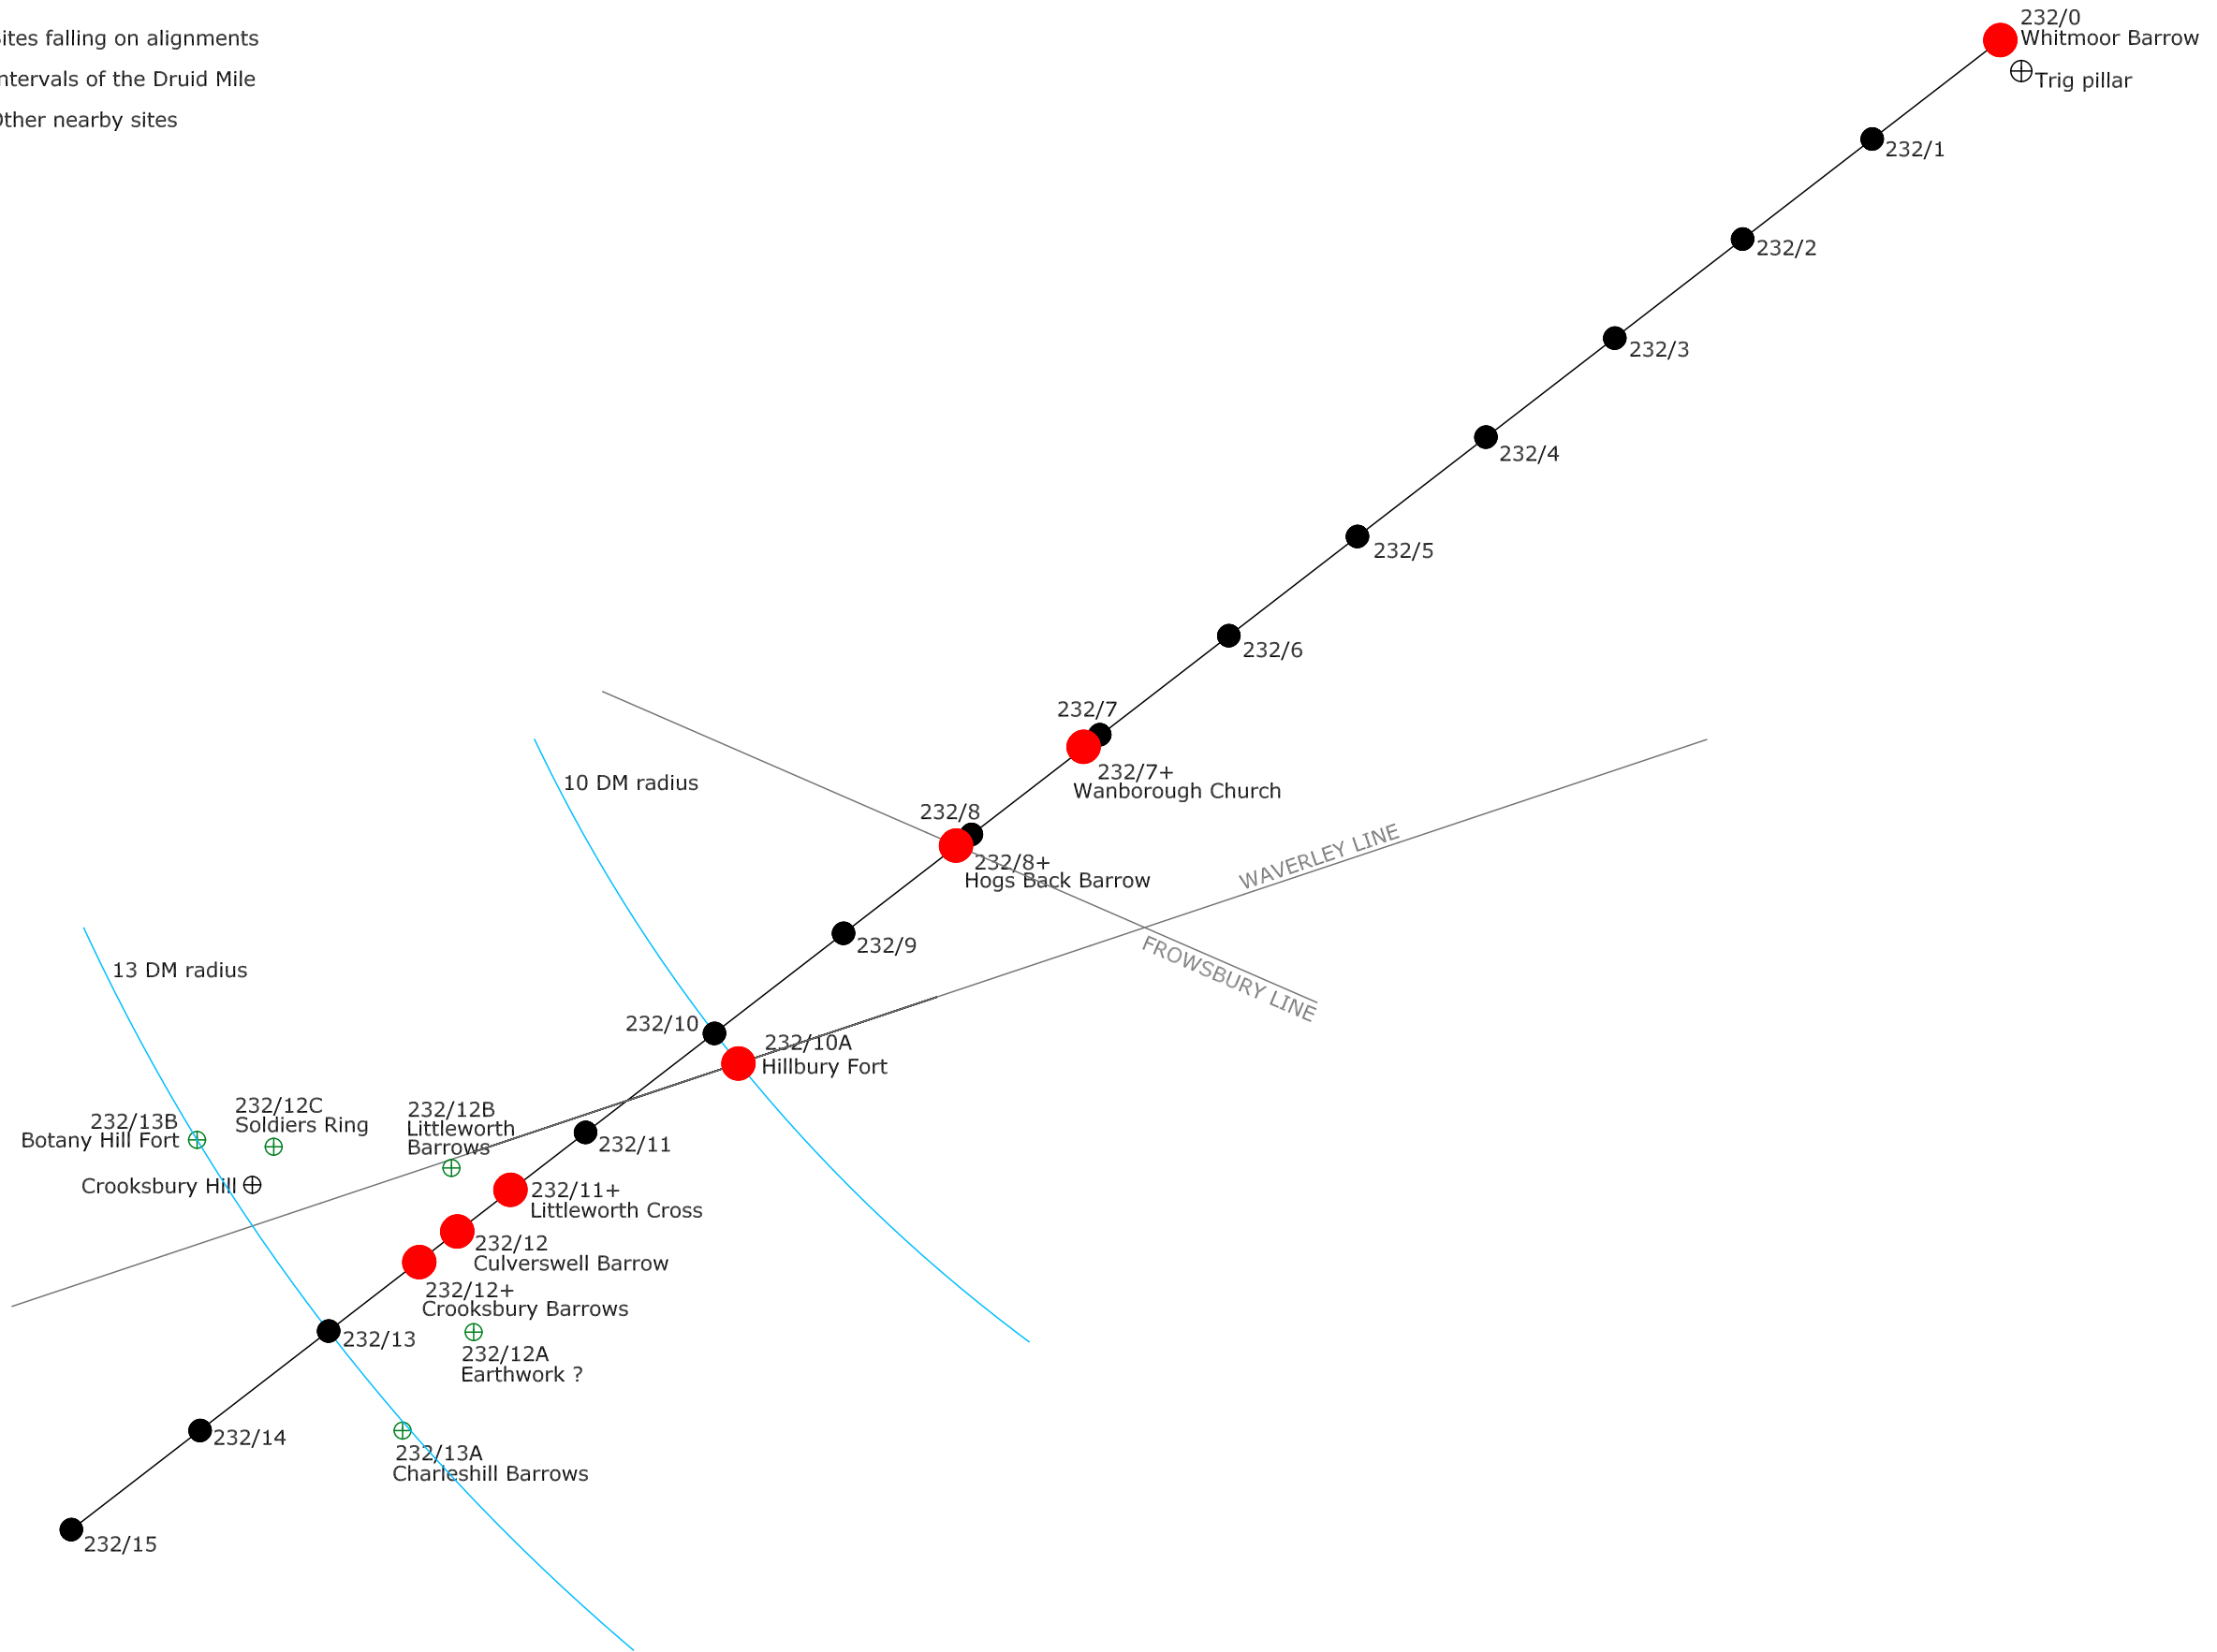 ites falling on alignments
ntervals of the Druid Mile
ther nearby sites
232/0
Whitmoor Barrow
Trig pillar
232/1
232/2
232/3
232/4
232/5
232/6
232/7
232/7+
Wanborough Church
10 DM radius
232/8
232/8+
Hogs Back Barrow
WAVERLEY LINE
FROWSBURY LINE
232/9
13 DM radius
232/10
232/10A
Hillbury Fort
232/13B
Botany Hill Fort
232/12C
Soldiers Ring
232/12B
Littleworth
Barrows
232/11
Crooksbury Hill
232/11+
Littleworth Cross
232/12
Culverswell Barrow
232/12+
Crooksbury Barrows
232/13
232/12A
Earthwork ?
232/14
232/13A
Charleshill Barrows
232/15